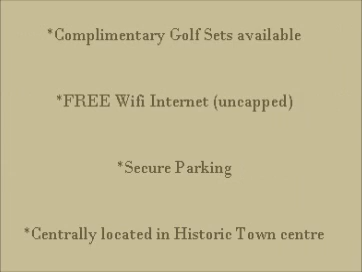 *Complimentary Golf Sets available
*FREE Wifi Internet (uncapped)
*Secure Parking
*Centrally located in Historic Town centre